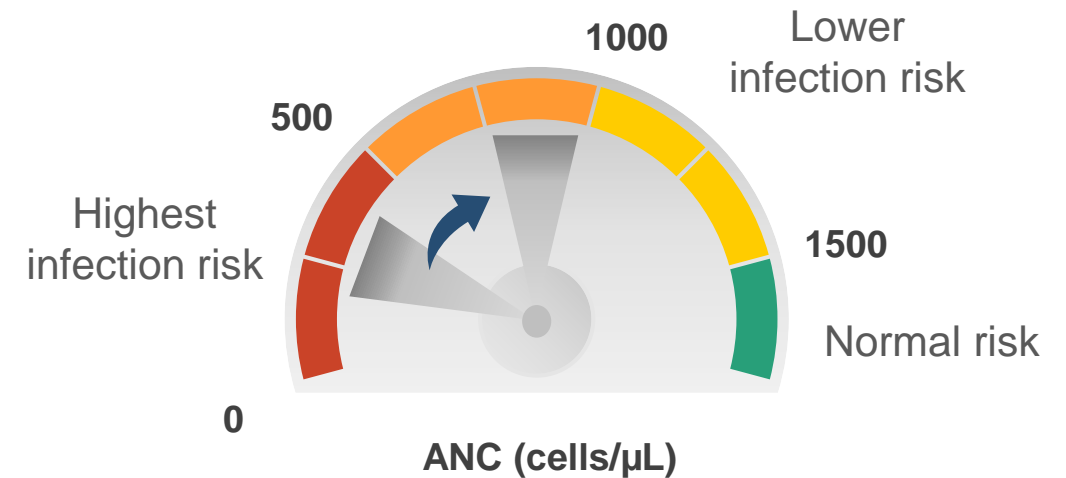 1000
Lower
infection risk
500
Highest
infection risk
1500
Normal risk
0
ANC (cells/µL)